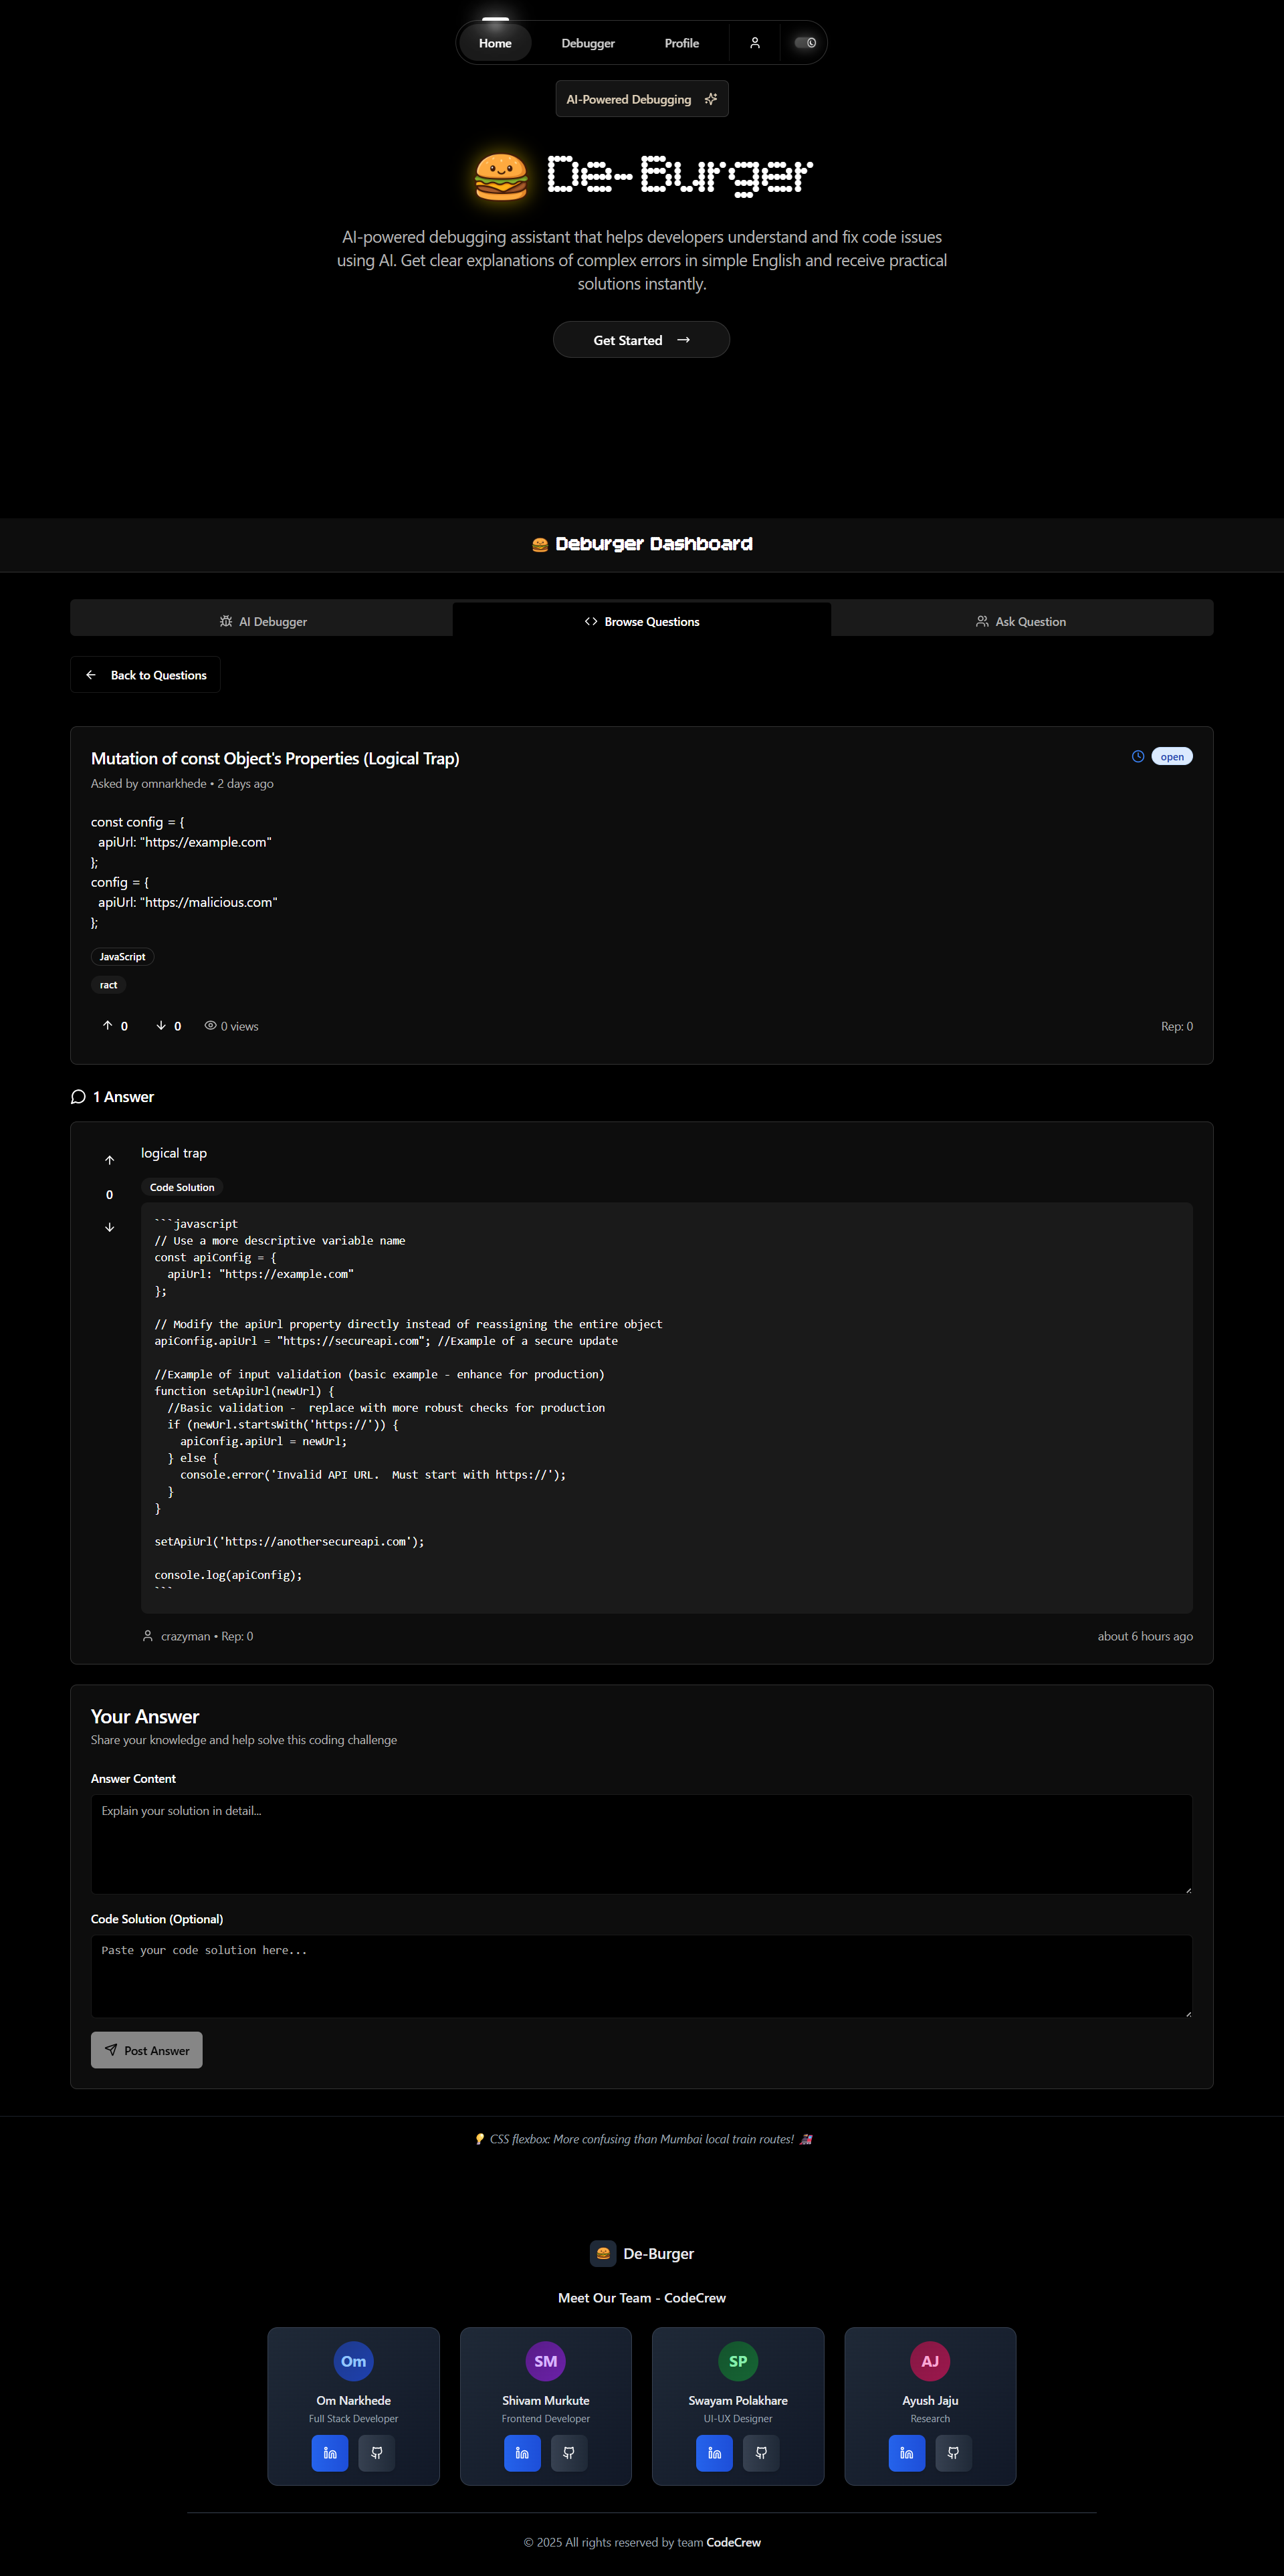 Home
Debugger
Profile
AI-Powered Debugging
De-Burger
AI-powered debugging assistant that helps developers understand and fix code issues
using AI. Get clear explanations of complex errors in simple English and receive practical
solutions instantly.
Get Started →
Deburger Dashboard
AI Debugger
Browse Questions
Ask Question
Back to Questions
Mutation of const Object's Properties (Logical Trap)
open
Asked by omnarkhede • 2 days ago
const config = {
  apiUrl: "https://example.com"
};
config = {
  apiUrl: "https://malicious.com"
};
JavaScript
ract
0
0
0 views
Rep: 0
1 Answer
0
logical trap
Code Solution
```javascript
// Use a more descriptive variable name
const apiConfig = {
  apiUrl: "https://example.com"
};
// Modify the apiUrl property directly instead of reassigning the entire object
apiConfig.apiUrl = "https://secureapi.com"; //Example of a secure update
//Example of input validation (basic example - enhance for production)
function setApiUrl(newUrl) {
  //Basic validation -  replace with more robust checks for production
  if (newUrl.startsWith('https://')) {
    apiConfig.apiUrl = newUrl;
  } else {
    console.error('Invalid API URL.  Must start with https://');
  }
}
setApiUrl('https://anothersecureapi.com');
console.log(apiConfig);
```
crazyman • Rep: 0
about 6 hours ago
Your Answer
Share your knowledge and help solve this coding challenge
Answer Content
Explain your solution in detail...
Code Solution (Optional)
Paste your code solution here...
Post Answer
💡 CSS flexbox: More confusing than Mumbai local train routes! 🚂
De-Burger
Meet Our Team - CodeCrew
Om
Om Narkhede
Full Stack Developer
SM
Shivam Murkute
Frontend Developer
SP
Swayam Polakhare
UI-UX Designer
AJ
Ayush Jaju
Research
© 2025 All rights reserved by team CodeCrew